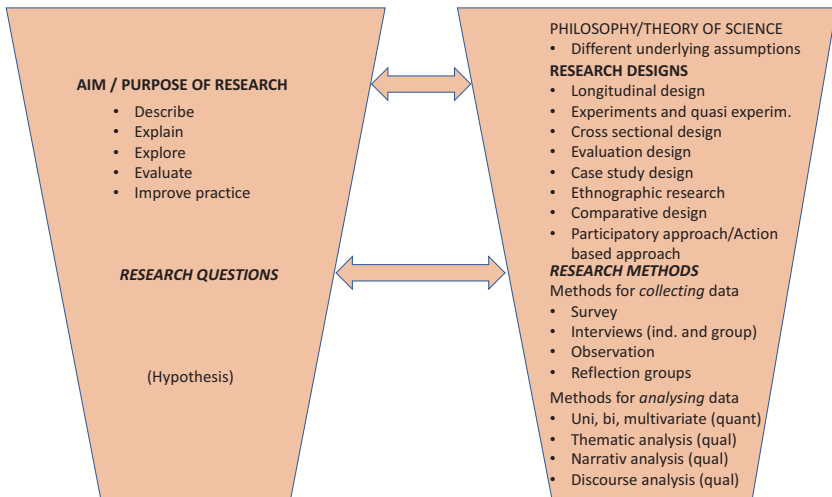 AIM / PURPOSE OF RESEARCH
• Describe
• Explain
• Explore
• Evaluate
• Improve practice
RESEARCH QUESTIONS
(Hypothesis)
PHILOSOPHY/THEORY OF SCIENCE
• Different underlying assumptions
RESEARCH DESIGNS
• Longitudinal design
• Experiments and quasi experim.
• Cross sectional design
• Evaluation design
• Case study design
• Ethnographic research
• Comparative design
• Participatory approach/Action
based approach
RESEARCH METHODS
Methods for collecting data
• Survey
• Interviews (ind. and group)
• Observation
• Reflection groups
Methods for analysing data
• Uni, bi, multivariate (quant)
• Thematic analysis (qual)
• Narrativ analysis (qual)
• Discourse analysis (qual)